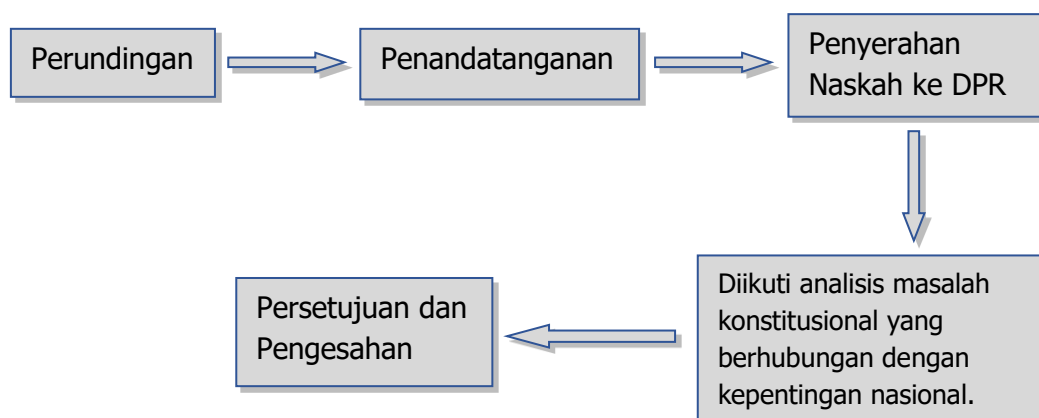 Perundingan
Penandatanganan
Penyerahan
Naskah ke DPR
Diikuti analisis masalah
konstitusional yang
berhubungan dengan
kepentingan nasional.
Persetujuan dan
Pengesahan